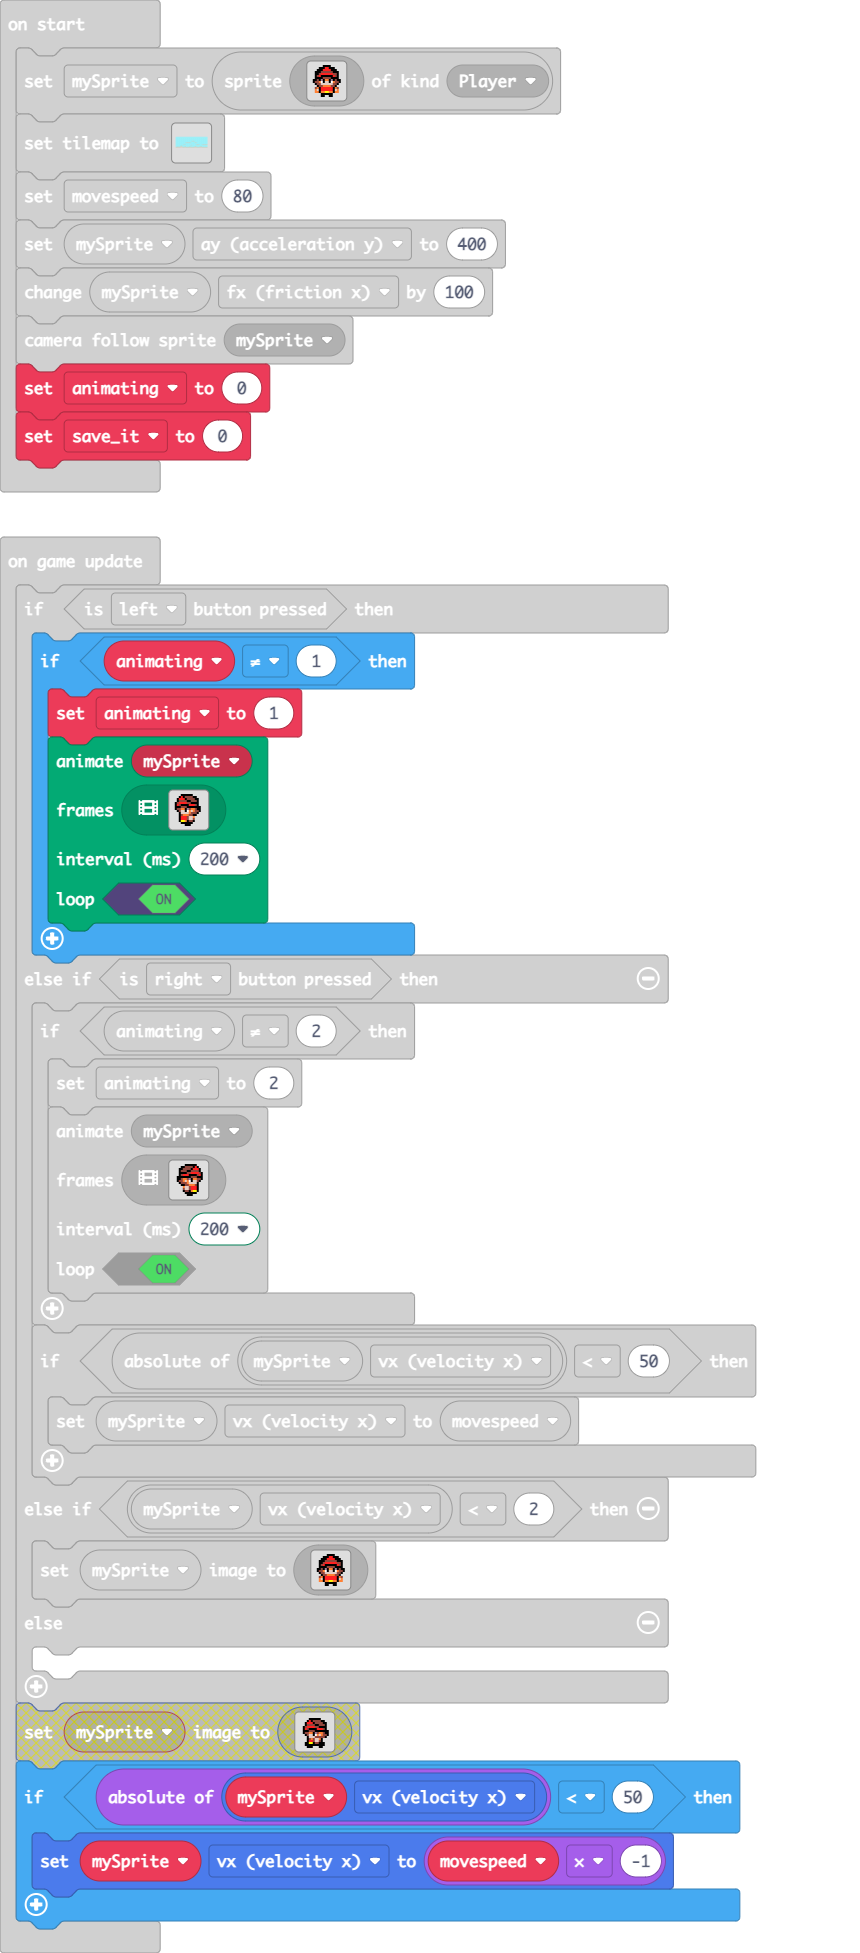 on start
set mySprite to sprite of kind Player
set tilemap to
set movespeed to 80
set mySprite ay (acceleration y) to 400
change mySprite fx (friction x) by 100
camera follow sprite mySprite
set animating to 0
set save_it to 0
on game update
if is left button pressed then
if animating ≠ 1 then
set animating to 1
animate mySprite
frames
interval (ms) 200
loop ON
else if is right button pressed then
if animating ≠ 2 then
set animating to 2
animate mySprite
frames
interval (ms) 200
loop ON
if absolute of mySprite vx (velocity x) < 50 then
set mySprite vx (velocity x) to movespeed
else if mySprite vx (velocity x) < 2 then
set mySprite image to
else
set mySprite image to
if absolute of mySprite vx (velocity x) < 50 then
set mySprite vx (velocity x) to movespeed × -1